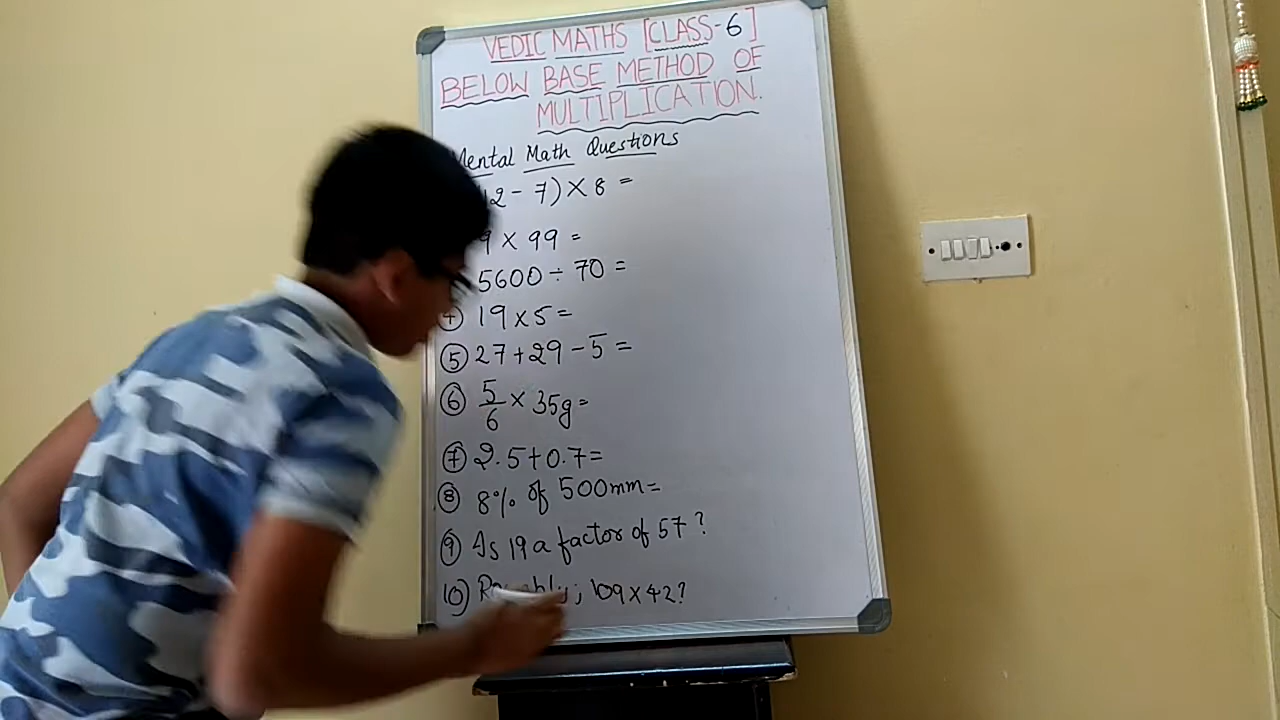 VEDIC MATHS [CLASS-6]
BELOW BASE METHOD OF
MULTIPLICATION.
Mental Math Questions
2 - 7) × 8 =
9 × 99 =
5600 ÷ 70 =
19 × 5 =
⑤ 27 + 29 - 5 =
⑥ 5/6 × 35g =
⑦ 2.5 + 0.7 =
⑧ 8% of 500mm =
⑨ Is 19 a factor of 57?
10) ; 109 × 42?